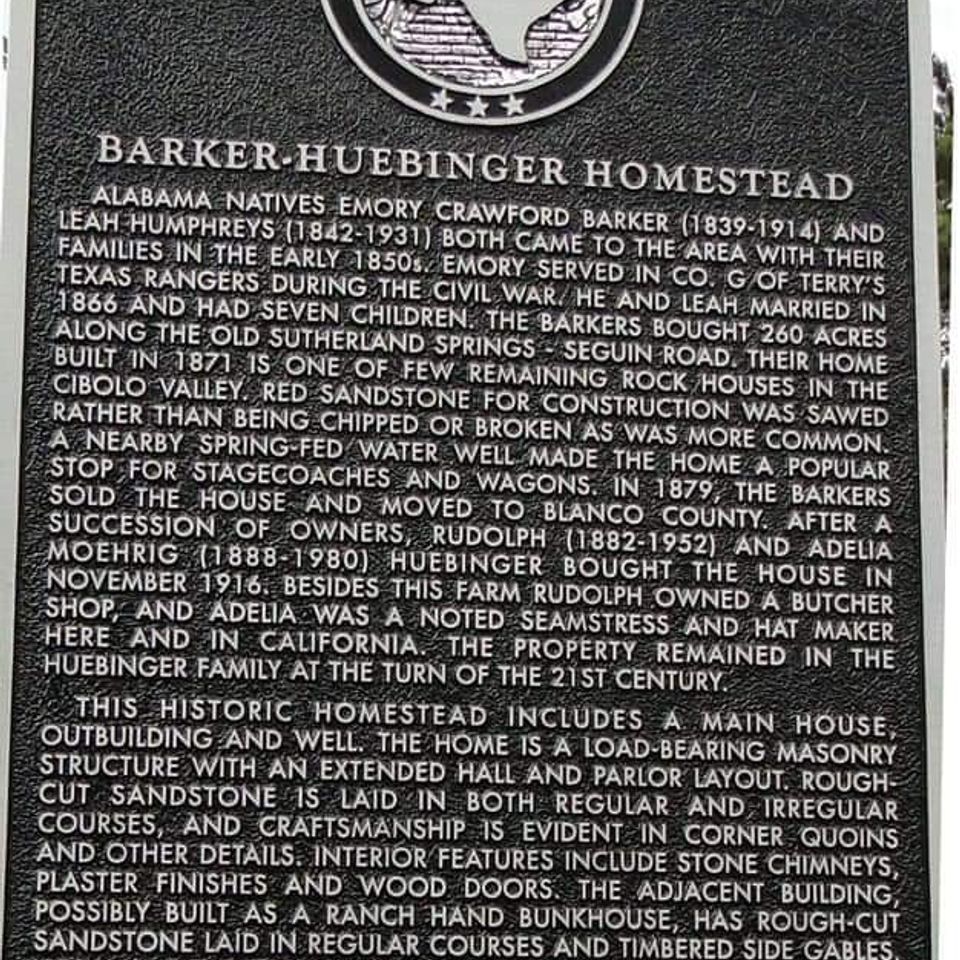 BARKER-HUEBINGER HOMESTEAD
ALABAMA NATIVES EMORY CRAWFORD BARKER (1839-1914) AND
LEAH HUMPHREYS (1842-1931) BOTH CAME TO THE AREA WITH THEIR
FAMILIES IN THE EARLY 1850s. EMORY SERVED IN CO. G OF TERRY'S
TEXAS RANGERS DURING THE CIVIL WAR. HE AND LEAH MARRIED IN
1866 AND HAD SEVEN CHILDREN. THE BARKERS BOUGHT 260 ACRES
ALONG THE OLD SUTHERLAND SPRINGS - SEGUIN ROAD. THEIR HOME
BUILT IN 1871 IS ONE OF FEW REMAINING ROCK HOUSES IN THE
CIBOLO VALLEY. RED SANDSTONE FOR CONSTRUCTION WAS SAWED
RATHER THAN BEING CHIPPED OR BROKEN AS WAS MORE COMMON.
A NEARBY SPRING-FED WATER WELL MADE THE HOME A POPULAR
STOP FOR STAGECOACHES AND WAGONS. IN 1879, THE BARKERS
SOLD THE HOUSE AND MOVED TO BLANCO COUNTY. AFTER A
SUCCESSION OF OWNERS, RUDOLPH (1882-1952) AND ADELIA
MOEHRIG (1888-1980) HUEBINGER BOUGHT THE HOUSE IN
NOVEMBER 1916. BESIDES THIS FARM RUDOLPH OWNED A BUTCHER
SHOP, AND ADELIA WAS A NOTED SEAMSTRESS AND HAT MAKER
HERE AND IN CALIFORNIA. THE PROPERTY REMAINED IN THE
HUEBINGER FAMILY AT THE TURN OF THE 21ST CENTURY.
THIS HISTORIC HOMESTEAD INCLUDES A MAIN HOUSE,
OUTBUILDING AND WELL. THE HOME IS A LOAD-BEARING MASONRY
STRUCTURE WITH AN EXTENDED HALL AND PARLOR LAYOUT. ROUGH-
CUT SANDSTONE IS LAID IN BOTH REGULAR AND IRREGULAR
COURSES, AND CRAFTSMANSHIP IS EVIDENT IN CORNER QUOINS
AND OTHER DETAILS. INTERIOR FEATURES INCLUDE STONE CHIMNEYS,
PLASTER FINISHES AND WOOD DOORS. THE ADJACENT BUILDING,
POSSIBLY BUILT AS A RANCH HAND BUNKHOUSE, HAS ROUGH-CUT
SANDSTONE LAID IN REGULAR COURSES AND TIMBERED SIDE GABLES.